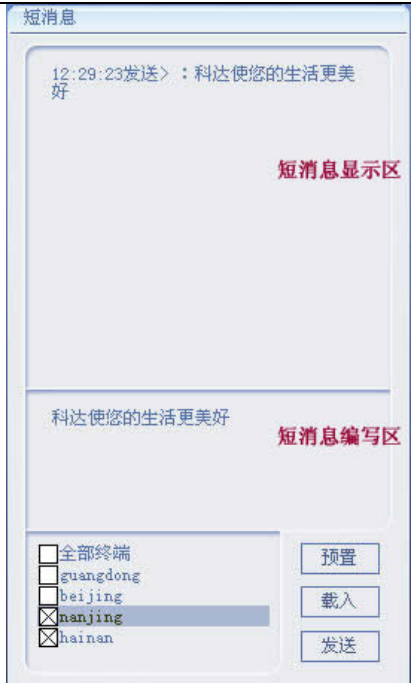 短消息
12:29:23发送>：科达使您的生活更美
好
短消息显示区
科达使您的生活更美好
短消息编写区
全部终端
guangdong
beijing
nanjing
hainan
预置
载入
发送